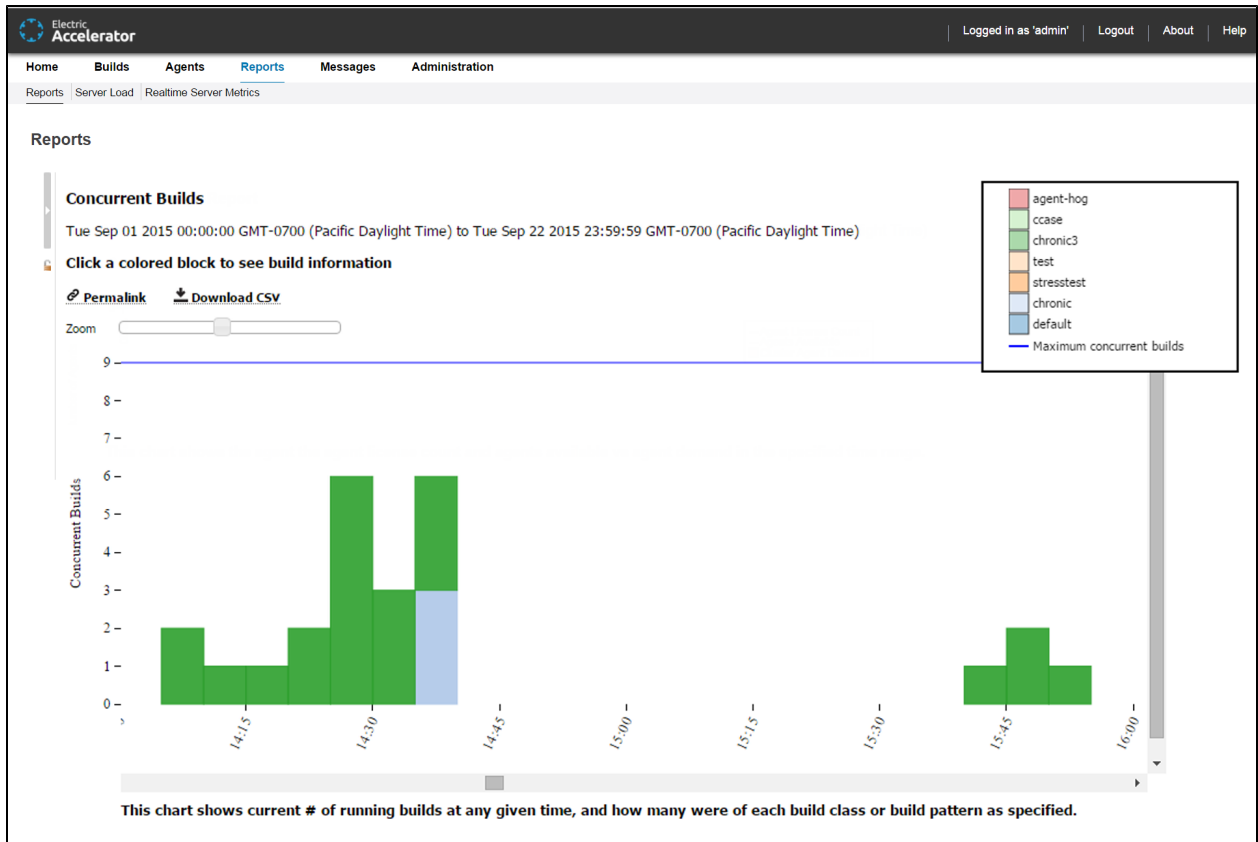 Electric
Accelerator
Logged in as 'admin' Logout About Help
Home Builds Agents Reports Messages Administration
Reports Server Load Realtime Server Metrics
Reports
Concurrent Builds
Tue Sep 01 2015 00:00:00 GMT-0700 (Pacific Daylight Time) to Tue Sep 22 2015 23:59:59 GMT-0700 (Pacific Daylight Time)
Click a colored block to see build information
Permalink Download CSV
Zoom
agent-hog
ccase
chronic3
test
stresstest
chronic
default
Maximum concurrent builds
9
8
7
6
5
4
3
2
1
0
Concurrent Builds
14:15 14:30 14:45 15:00 15:15 15:30 15:45 16:00
This chart shows current # of running builds at any given time, and how many were of each build class or build pattern as specified.